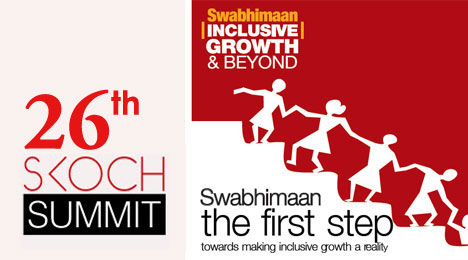 26th
SKOCH
SUMMIT
Swabhimaan
INCLUSIVE
GROWTH
& BEYOND
Swabhimaan
the first step
towards making inclusive growth a reality